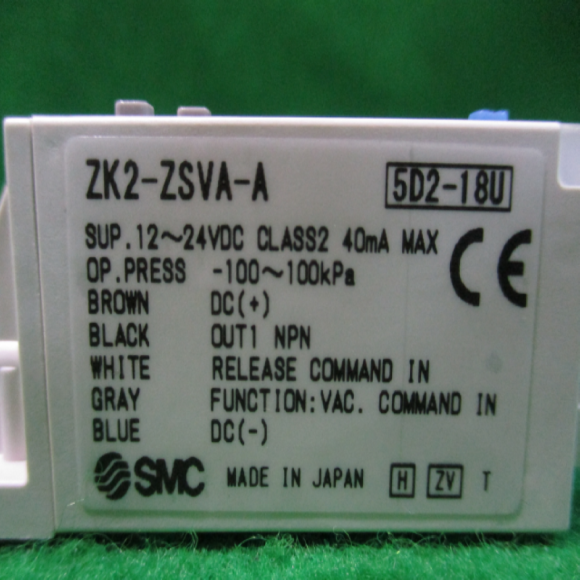 ZK2-ZSVA-A 5D2-18U
SUP.12~24VDC CLASS2 40mA MAX
OP.PRESS -100~100kPa
CE
BROWN DC(+)
BLACK OUT1 NPN
WHITE RELEASE COMMAND IN
GRAY FUNCTION:VAC. COMMAND IN
BLUE DC(-)
SMC MADE IN JAPAN H ZV T